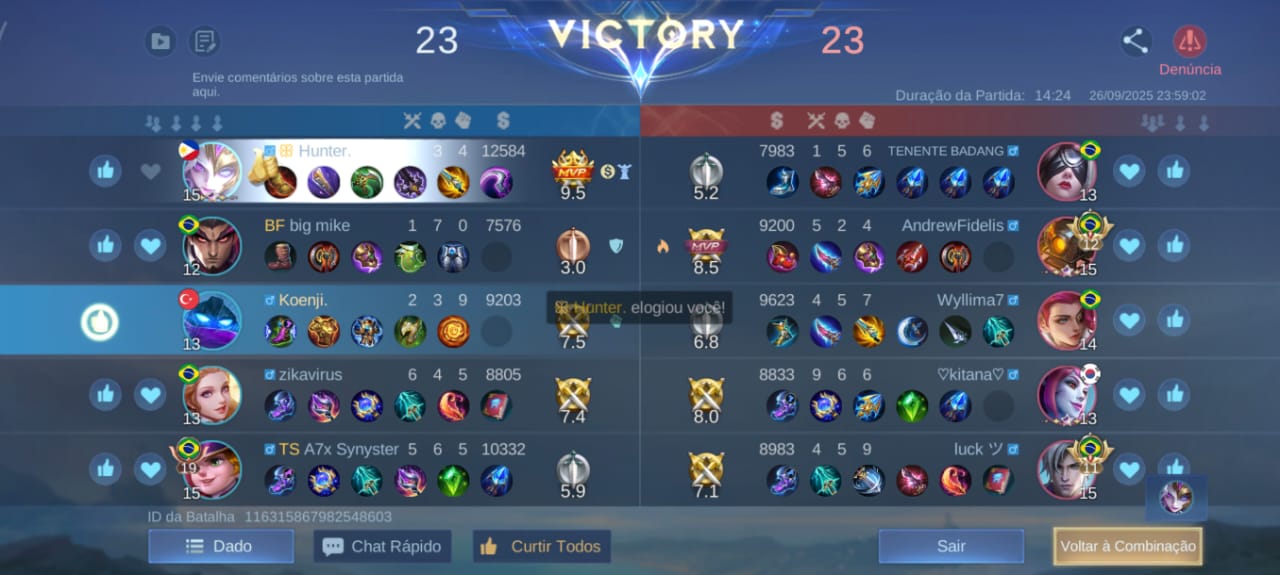 23 VICTORY 23
Envie comentários sobre esta partida
aqui.
Denúncia
Duração da Partida: 14:24 26/09/2025 23:59:02
Hunter. 3 4 12584
15 MVP 9.5
7983 1 5 6 TENENTE BADANG
5.2 13
BF big mike 1 7 0 7576
12 3.0
9200 5 2 4 AndrewFidelis
MVP 8.5 12 15
Koenji. 2 3 9 9203
13 7.5
Hunter. elogiou você!
9623 4 5 7 Wyllima7
6.8 14
zikavirus 6 4 5 8805
13 7.4
8833 9 6 6 ♡kitana♡
8.0 13
TS A7x Synyster 5 6 5 10332
19 15 5.9
8983 4 5 9 luck ツ
7.1 11 15
ID da Batalha 116315867982548603
Dado Chat Rápido Curtir Todos Sair Voltar à Combinação